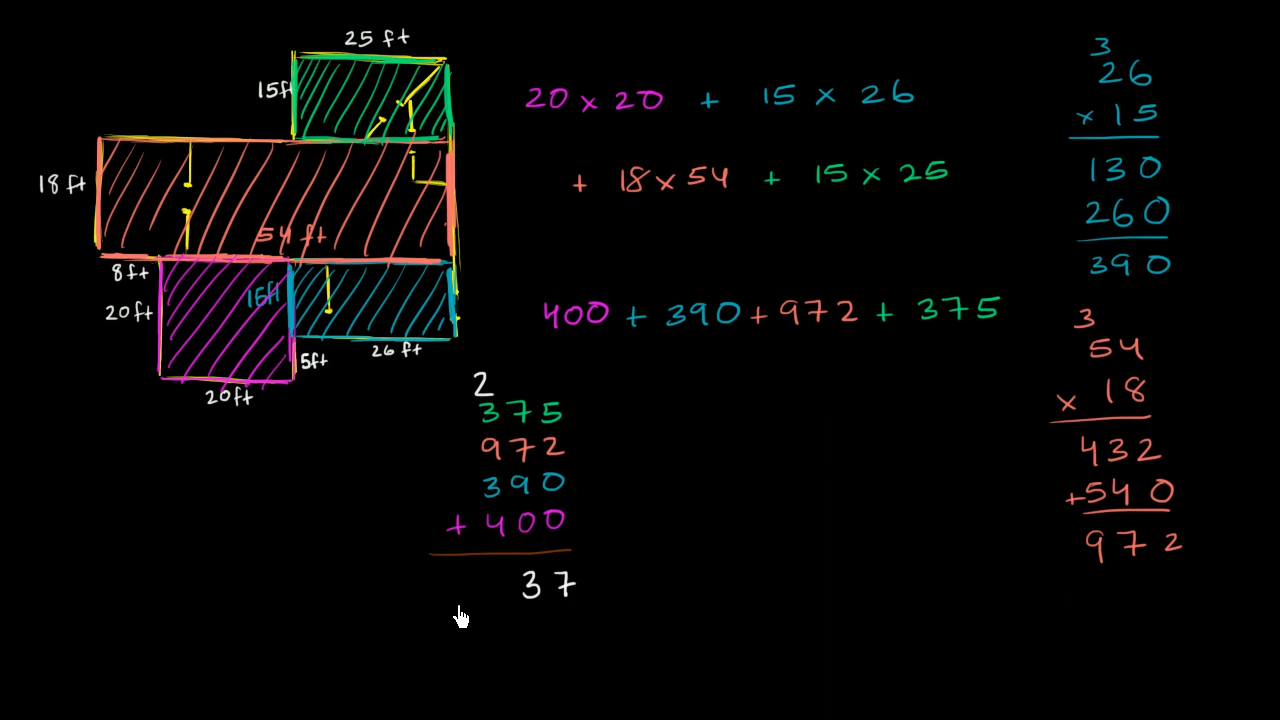 25 ft
15ft
18 ft
54 ft
8 ft
20ft
15ft
5ft
26 ft
20ft
20 x 20 + 15 x 26
+ 18 x 54 + 15 x 25
400 + 390 + 972 + 375
2
375
972
390
+ 400
37
3
26
x 15
130
260
390
3
54
x 18
432
+540
972